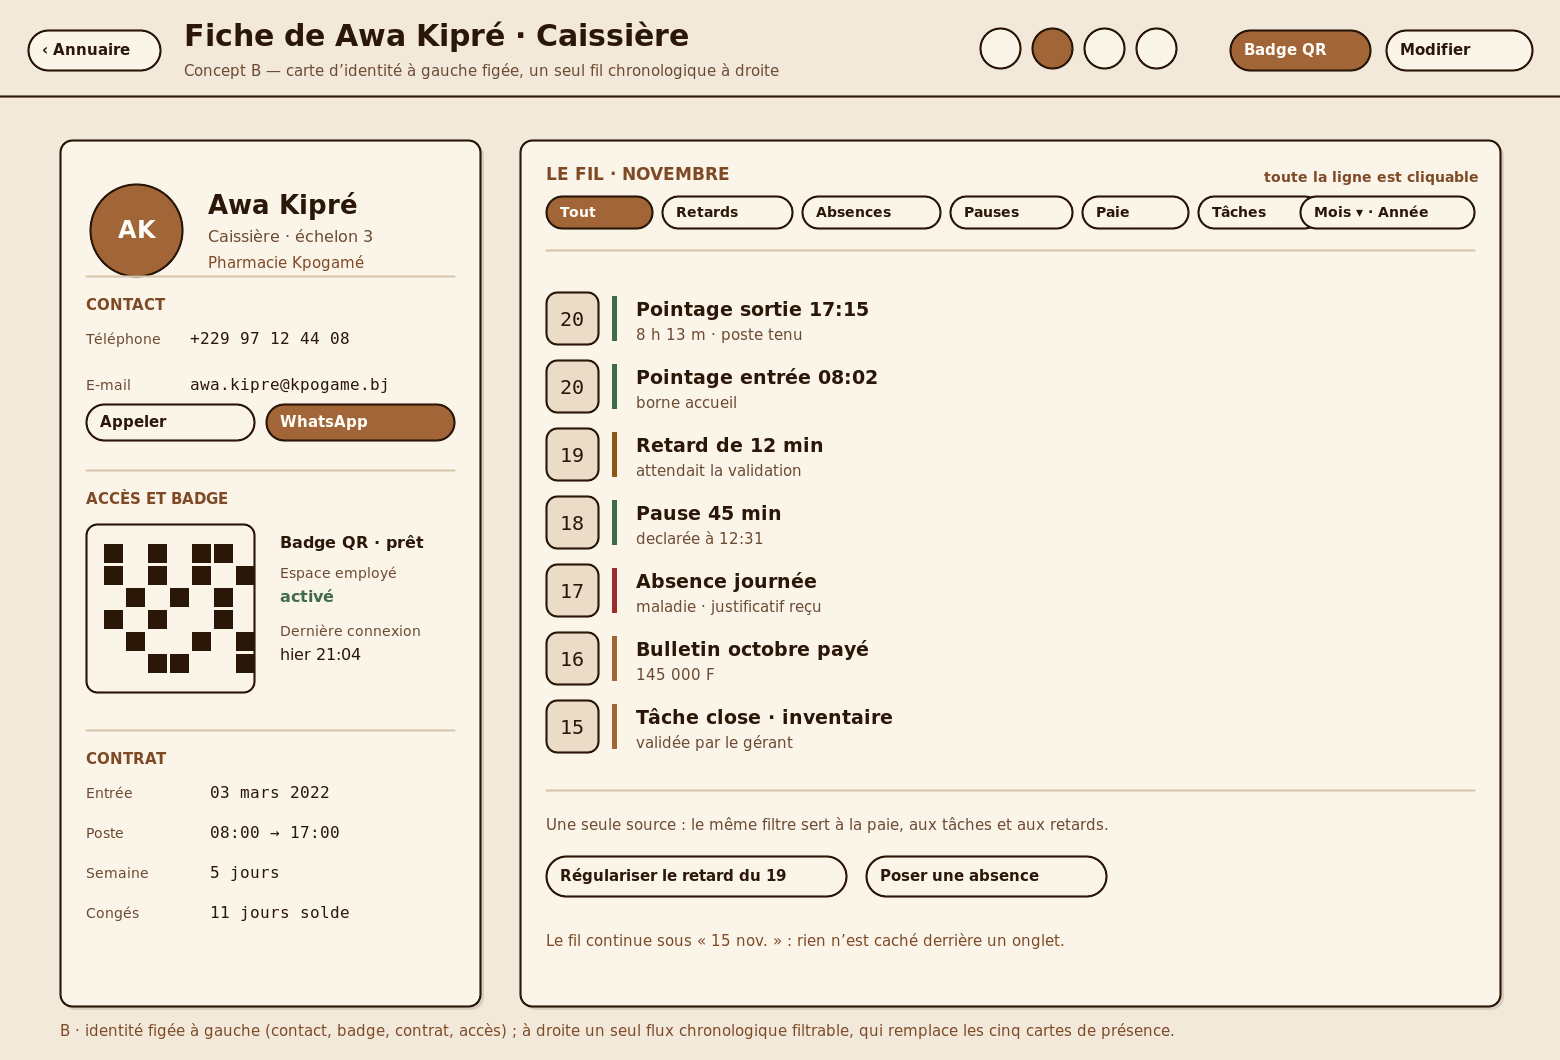 ‹ Annuaire
Fiche de Awa Kipré · Caissière
Concept B — carte d’identité à gauche figée, un seul fil chronologique à droite
Badge QR
Modifier
AK
Awa Kipré
Caissière · échelon 3
Pharmacie Kpogamé
CONTACT
Téléphone +229 97 12 44 08
E-mail awa.kipre@kpogame.bj
Appeler
WhatsApp
ACCÈS ET BADGE
Badge QR · prêt
Espace employé
activé
Dernière connexion
hier 21:04
CONTRAT
Entrée 03 mars 2022
Poste 08:00 → 17:00
Semaine 5 jours
Congés 11 jours solde
LE FIL · NOVEMBRE
toute la ligne est cliquable
Tout
Retards
Absences
Pauses
Paie
Tâches
Mois ▾ · Année
20
Pointage sortie 17:15
8 h 13 m · poste tenu
20
Pointage entrée 08:02
borne accueil
19
Retard de 12 min
attendait la validation
18
Pause 45 min
declarée à 12:31
17
Absence journée
maladie · justificatif reçu
16
Bulletin octobre payé
145 000 F
15
Tâche close · inventaire
validée par le gérant
Une seule source : le même filtre sert à la paie, aux tâches et aux retards.
Régulariser le retard du 19
Poser une absence
Le fil continue sous « 15 nov. » : rien n’est caché derrière un onglet.
B · identité figée à gauche (contact, badge, contrat, accès) ; à droite un seul flux chronologique filtrable, qui remplace les cinq cartes de présence.